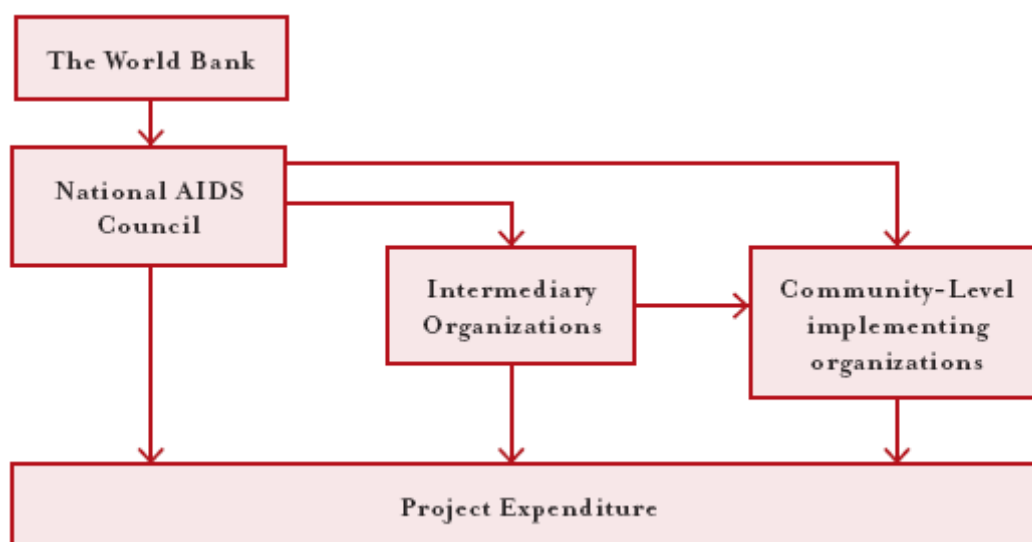 The World Bank
National AIDS
Council
Intermediary
Organizations
Community-Level
implementing
organizations
Project Expenditure